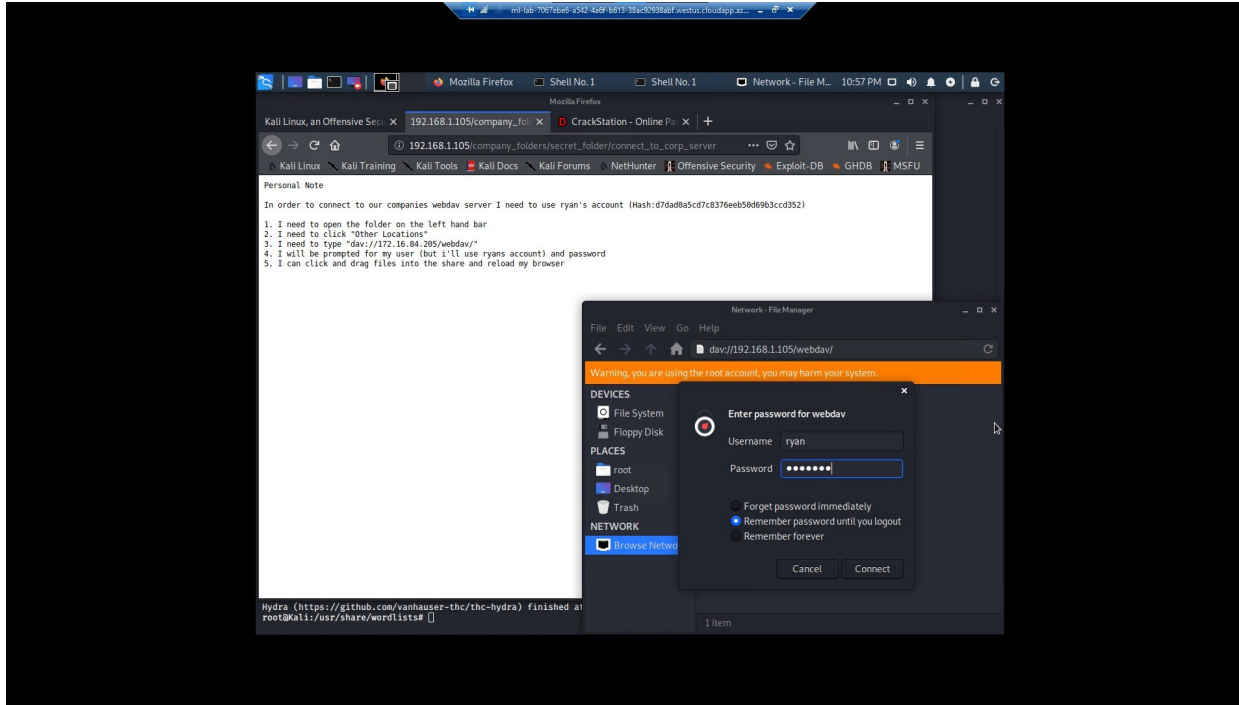 ml-lab-7067ebe6-a542-4a6f-b613-38ac92938abf.westus.cloudapp.az...
Mozilla Firefox
Shell No. 1
Shell No. 1
Network - File M...
10:57 PM
Mozilla Firefox
Kali Linux, an Offensive Secu
192.168.1.105/company_fol
CrackStation - Online Pa
192.168.1.105/company_folders/secret_folder/connect_to_corp_server
Kali Linux
Kali Training
Kali Tools
Kali Docs
Kali Forums
NetHunter
Offensive Security
Exploit-DB
GHDB
MSFU
Personal Note
In order to connect to our companies webdav server I need to use ryan's account (Hash:d7dad0a5cd7c8376eeb50d69b3ccd352)
1. I need to open the folder on the left hand bar
2. I need to click "Other Locations"
3. I need to type "dav://172.16.84.205/webdav/"
4. I will be prompted for my user (but i'll use ryans account) and password
5. I can click and drag files into the share and reload my browser
Network - File Manager
File Edit View Go Help
dav://192.168.1.105/webdav/
Warning, you are using the root account, you may harm your system.
DEVICES
File System
Floppy Disk
PLACES
root
Desktop
Trash
NETWORK
Browse Netwo
Enter password for webdav
Username ryan
Password •••••••
Forget password immediately
Remember password until you logout
Remember forever
Cancel
Connect
1 item
Hydra (https://github.com/vanhauser-thc/thc-hydra) finished at
root@Kali:/usr/share/wordlists#